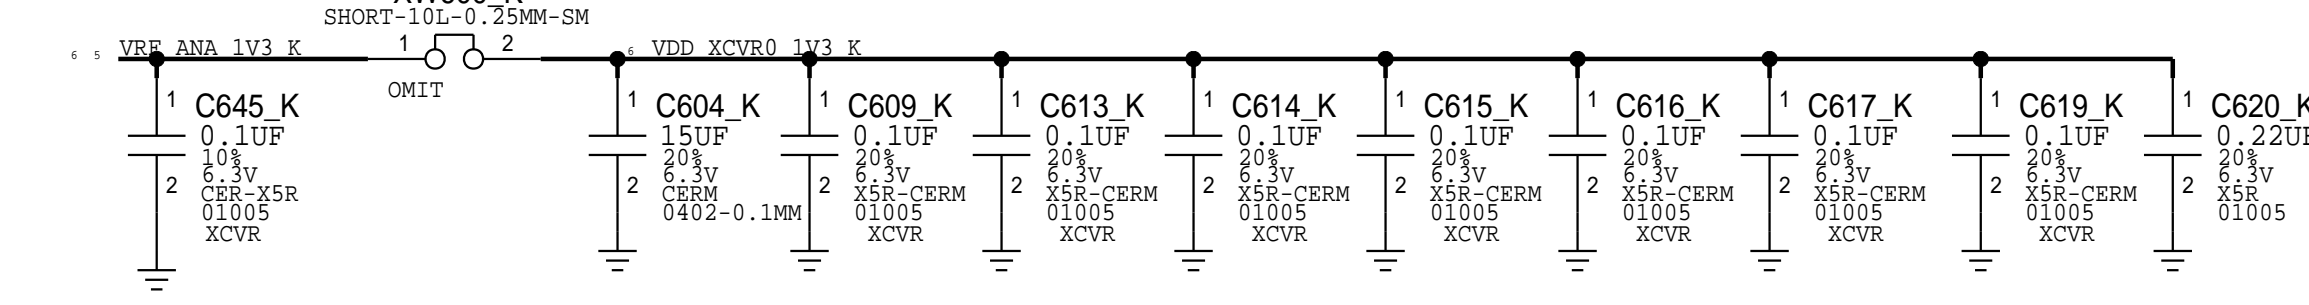 SHORT-10L-0.25MM-SM
6 5 VRF_ANA_1V3_K 1 2 6 VDD_XCVR0_1V3_K
OMIT
1 C645_K
0.1UF
10%
6.3V
2 CER-X5R
01005
XCVR
1 C604_K
15UF
20%
6.3V
2 CERM
0402-0.1MM
1 C609_K
0.1UF
20%
6.3V
2 X5R-CERM
01005
XCVR
1 C613_K
0.1UF
20%
6.3V
2 X5R-CERM
01005
XCVR
1 C614_K
0.1UF
20%
6.3V
2 X5R-CERM
01005
XCVR
1 C615_K
0.1UF
20%
6.3V
2 X5R-CERM
01005
XCVR
1 C616_K
0.1UF
20%
6.3V
2 X5R-CERM
01005
XCVR
1 C617_K
0.1UF
20%
6.3V
2 X5R-CERM
01005
XCVR
1 C619_K
0.1UF
20%
6.3V
2 X5R-CERM
01005
XCVR
1 C620_K
0.22UF
20%
6.3V
2 X5R
01005